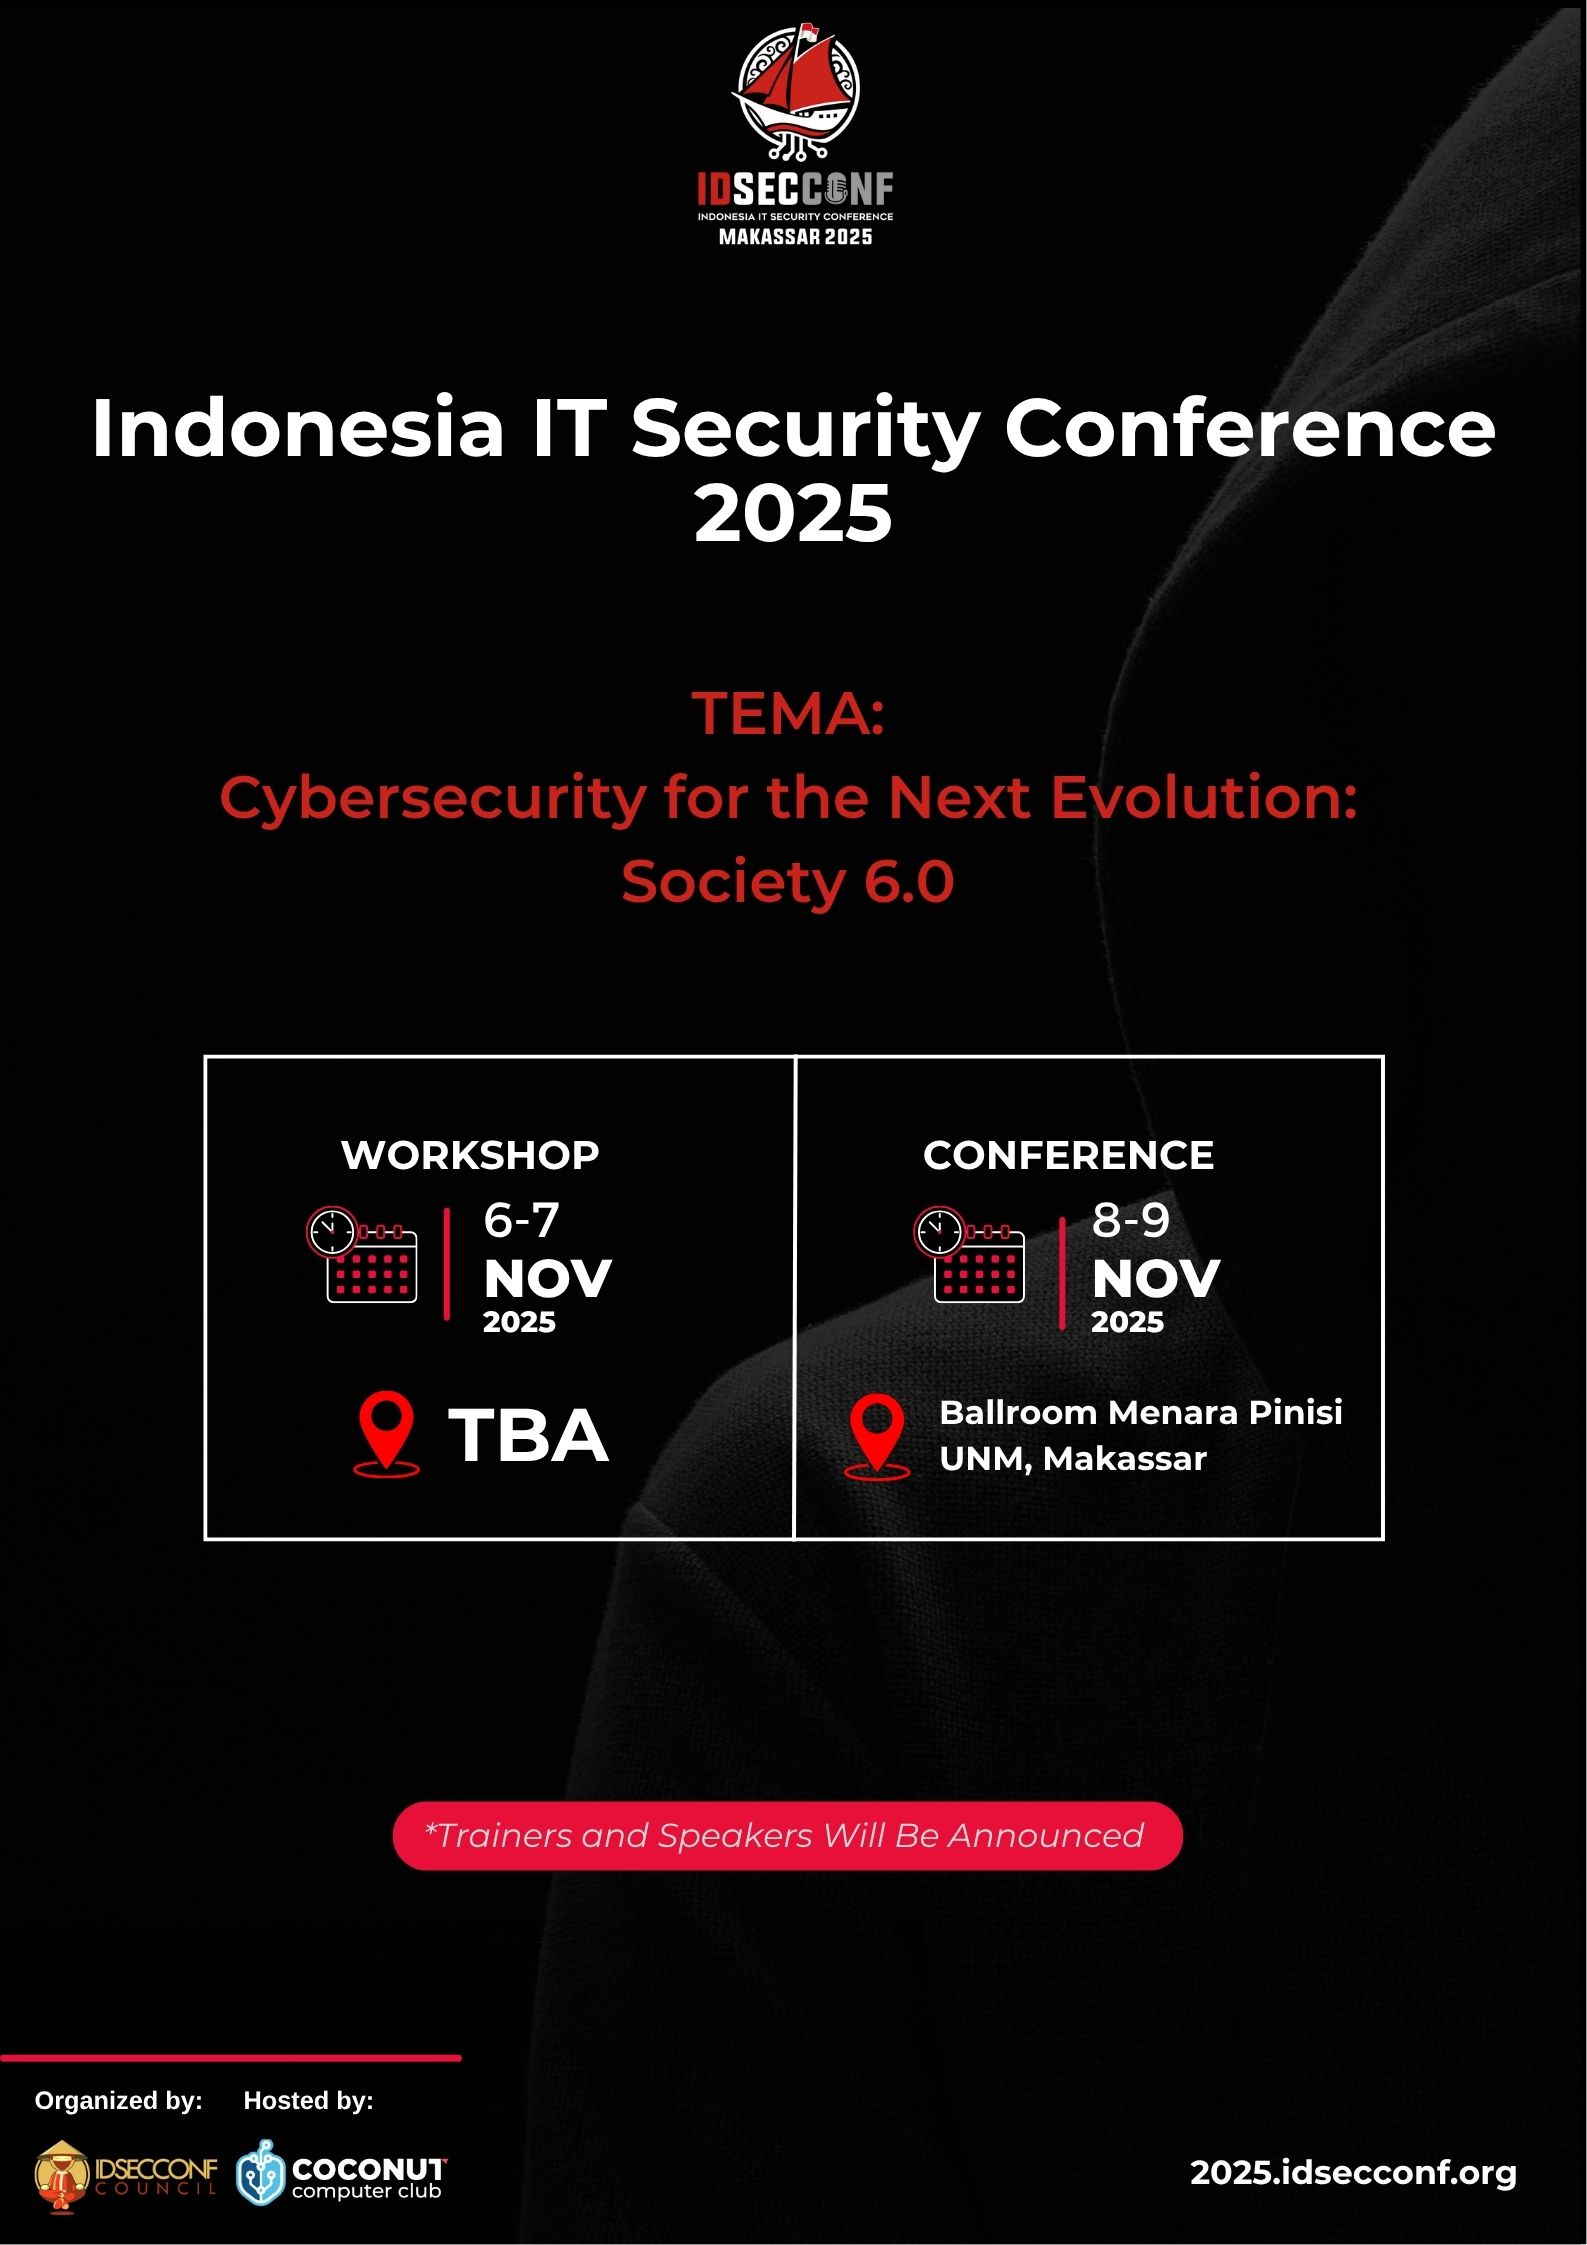 IDSECCONF
INDONESIA IT SECURITY CONFERENCE
MAKASSAR 2025
Indonesia IT Security Conference
2025
TEMA:
Cybersecurity for the Next Evolution:
Society 6.0
WORKSHOP
6-7
NOV
2025
TBA
CONFERENCE
8-9
NOV
2025
Ballroom Menara Pinisi
UNM, Makassar
*Trainers and Speakers Will Be Announced
Organized by:
IDSECCONF
COUNCIL
Hosted by:
COCONUT
computer club
2025.idsecconf.org